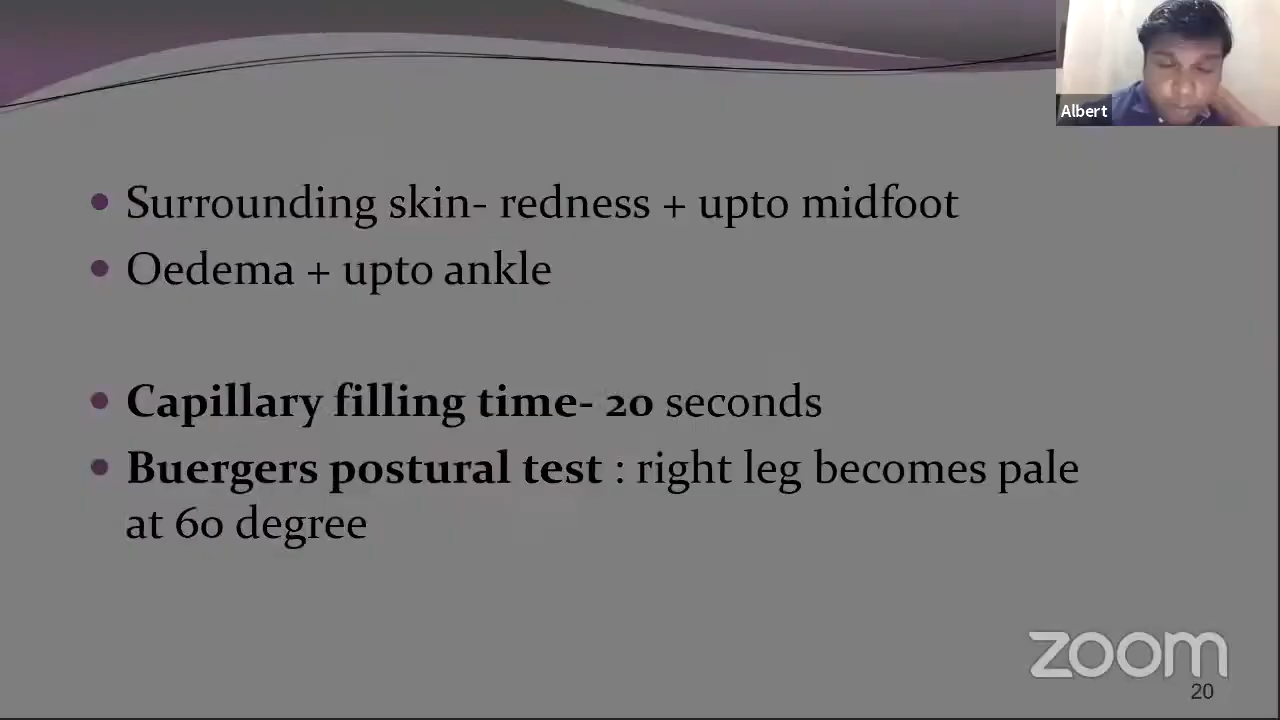 Albert
Surrounding skin- redness + upto midfoot
Oedema + upto ankle
Capillary filling time- 20 seconds
Buergers postural test : right leg becomes pale
at 60 degree
zoom
20